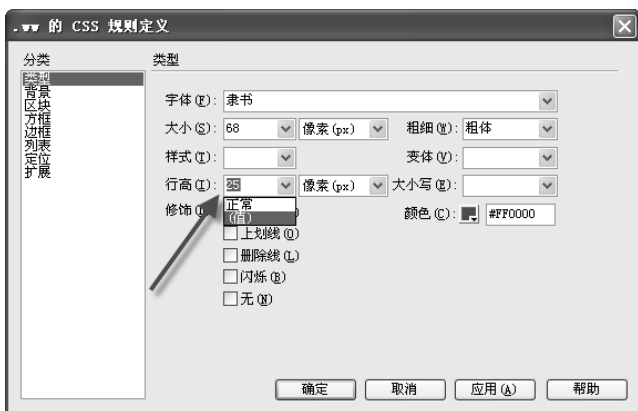 .ww 的 CSS 规则定义
分类
类型
背景
区块
方框
边框
列表
定位
扩展
类型
字体(F): 隶书
大小(S): 68 像素(px) 粗细(W): 粗体
样式(T): 变体(V):
行高(I): 25 像素(px) 大小写(E):
正常
(值)
修饰 颜色(C): #FF0000
上划线(O)
删除线(L)
闪烁(B)
无(N)
确定 取消 应用(A) 帮助